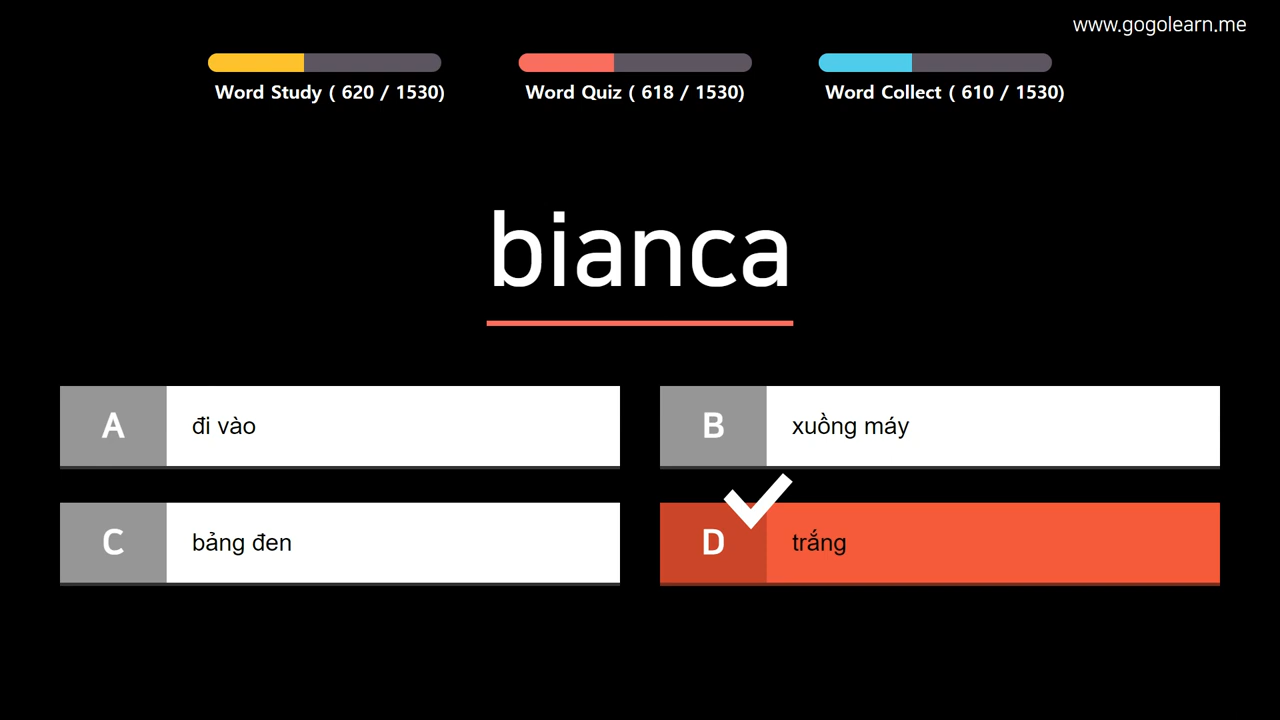 www.gogolearn.me
Word Study ( 620 / 1530)
Word Quiz ( 618 / 1530)
Word Collect ( 610 / 1530)
bianca
A đi vào
B xuồng máy
C bảng đen
D trắng